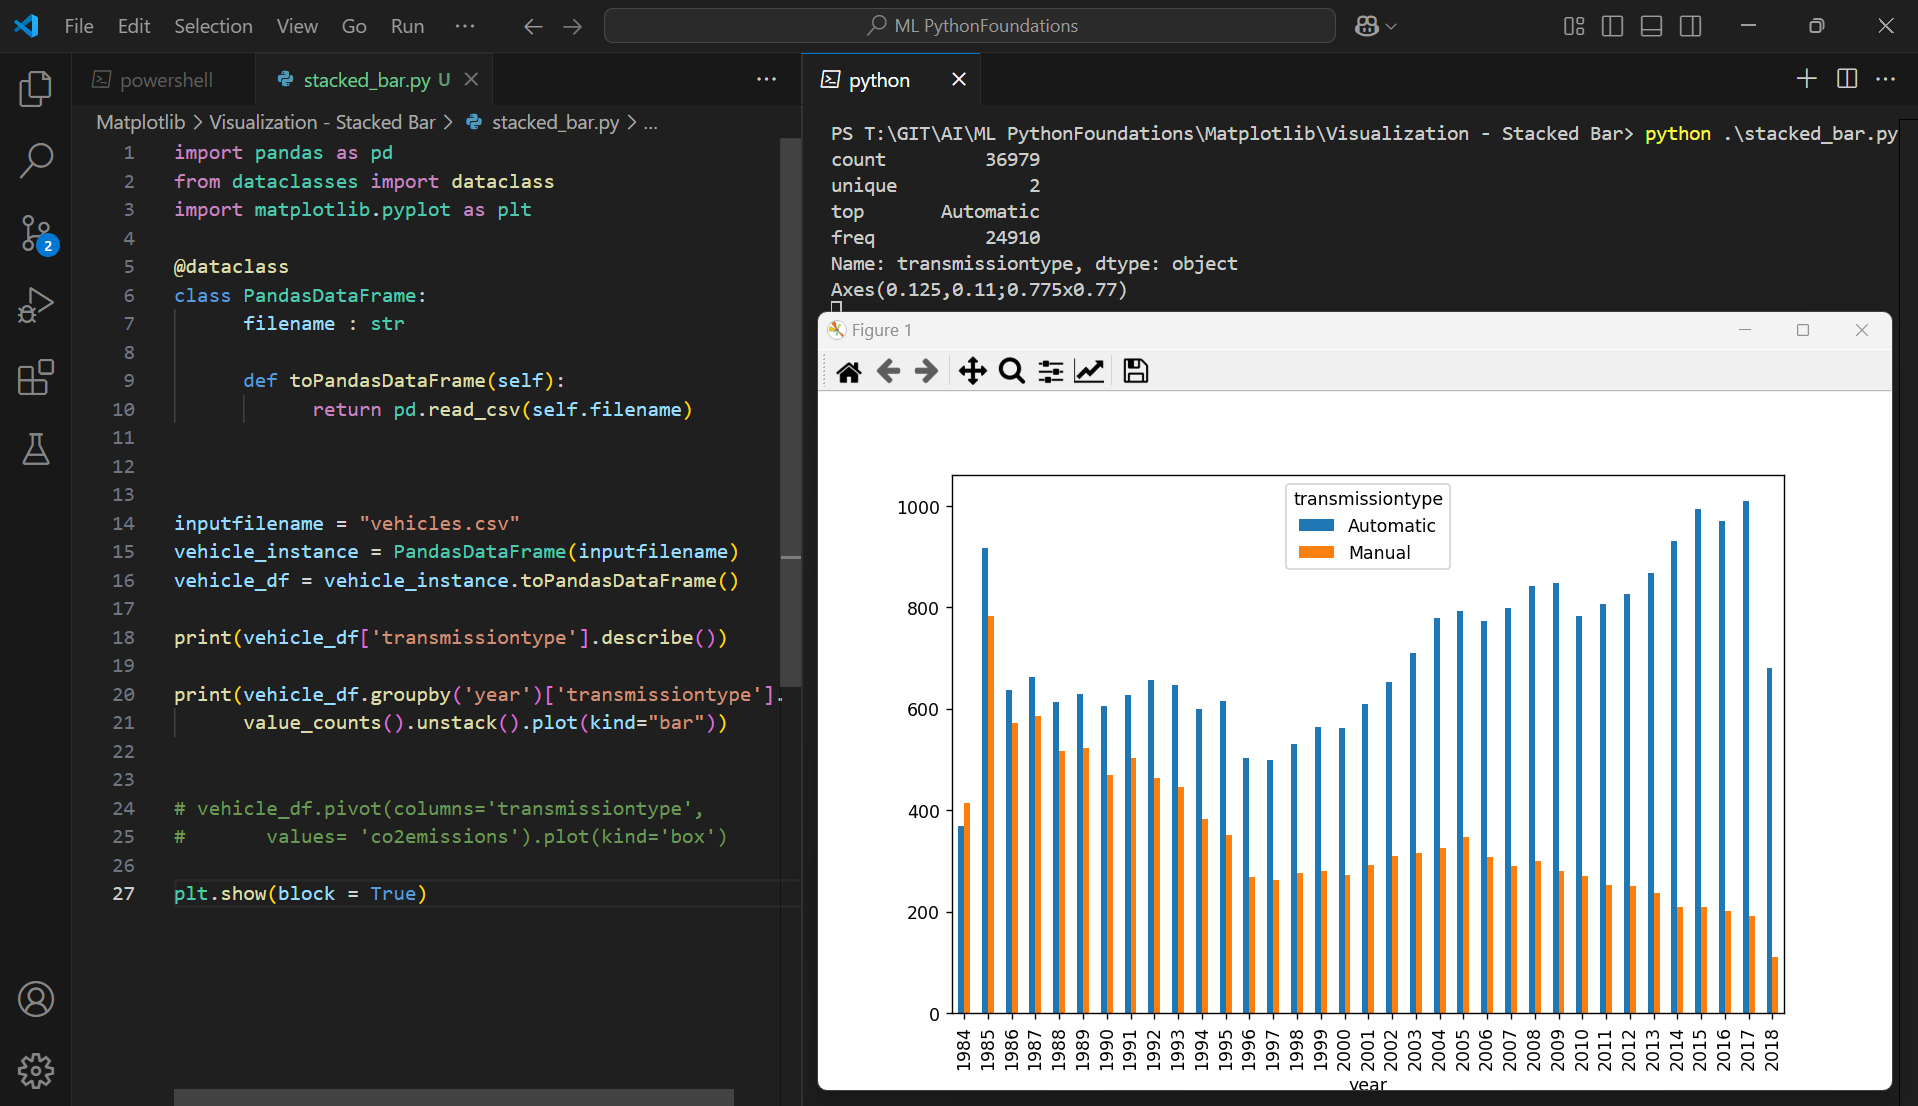 File Edit Selection View Go Run ···
ML PythonFoundations
powershell
stacked_bar.py U
python
2
Matplotlib > Visualization - Stacked Bar > stacked_bar.py > ...
1 import pandas as pd
2 from dataclasses import dataclass
3 import matplotlib.pyplot as plt
4
5 @dataclass
6 class PandasDataFrame:
7 filename : str
8
9 def toPandasDataFrame(self):
10 return pd.read_csv(self.filename)
11
12
13
14 inputfilename = "vehicles.csv"
15 vehicle_instance = PandasDataFrame(inputfilename)
16 vehicle_df = vehicle_instance.toPandasDataFrame()
17
18 print(vehicle_df['transmissiontype'].describe())
19
20 print(vehicle_df.groupby('year')['transmissiontype'].
21 value_counts().unstack().plot(kind="bar"))
22
23
24 # vehicle_df.pivot(columns='transmissiontype',
25 # values= 'co2emissions').plot(kind='box')
26
27 plt.show(block = True)
PS T:\GIT\AI\ML PythonFoundations\Matplotlib\Visualization - Stacked Bar> python .\stacked_bar.py
count 36979
unique 2
top Automatic
freq 24910
Name: transmissiontype, dtype: object
Axes(0.125,0.11;0.775x0.77)
Figure 1
transmissiontype
Automatic
Manual
1000
800
600
400
200
0
1984 1985 1986 1987 1988 1989 1990 1991 1992 1993 1994 1995 1996 1997 1998 1999 2000 2001 2002 2003 2004 2005 2006 2007 2008 2009 2010 2011 2012 2013 2014 2015 2016 2017 2018
year